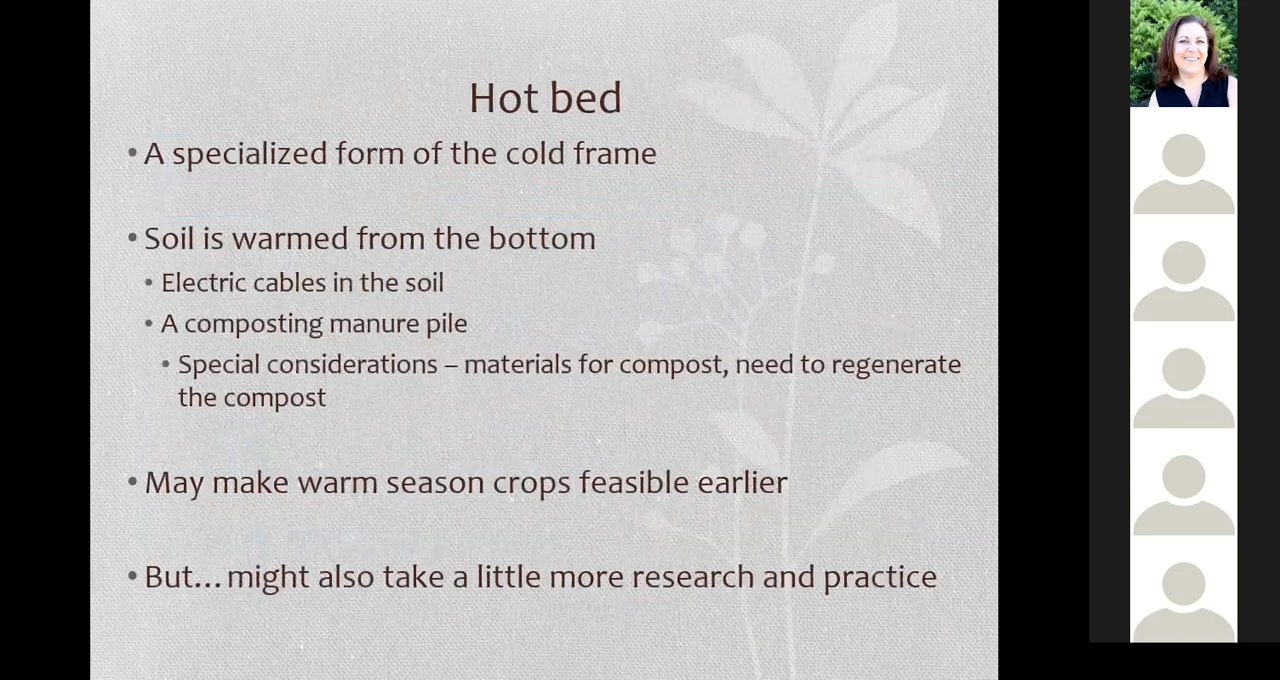 Hot bed
• A specialized form of the cold frame
• Soil is warmed from the bottom
• Electric cables in the soil
• A composting manure pile
• Special considerations – materials for compost, need to regenerate
the compost
• May make warm season crops feasible earlier
• But…might also take a little more research and practice